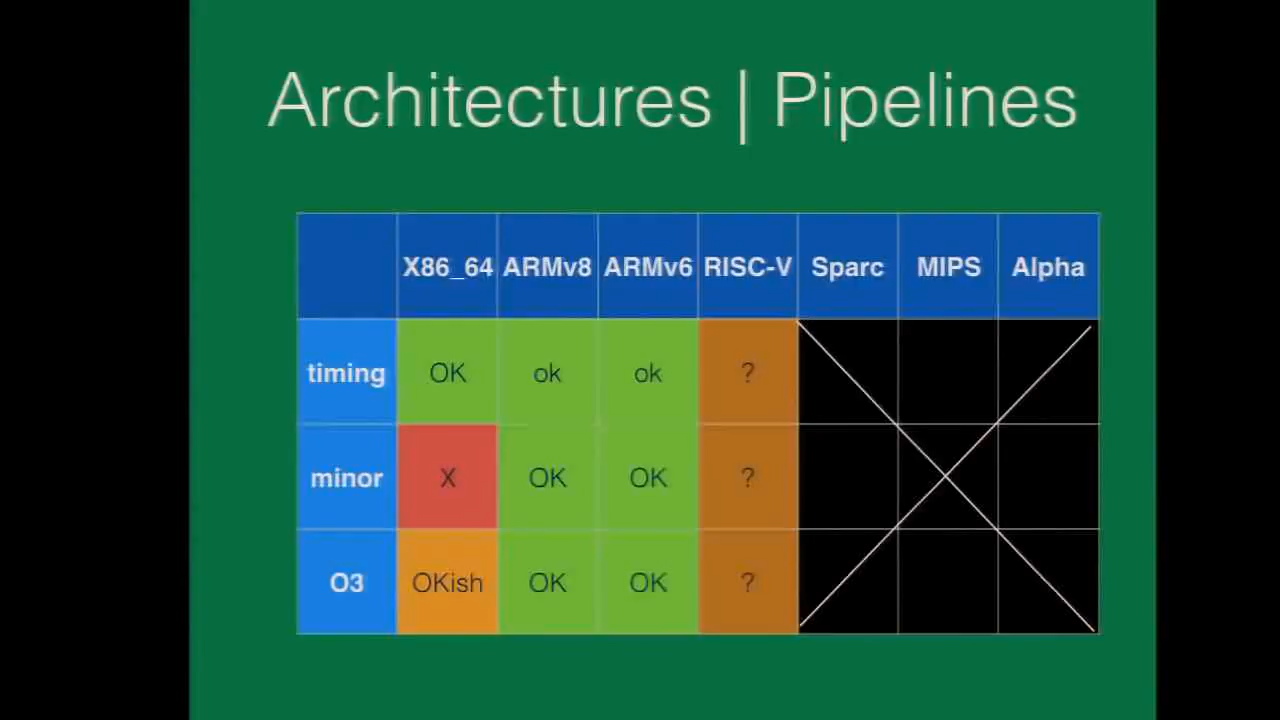 Architectures | Pipelines
X86_64 ARMv8 ARMv6 RISC-V Sparc MIPS Alpha
timing OK ok ok ?
minor X OK OK ?
O3 OKish OK OK ?